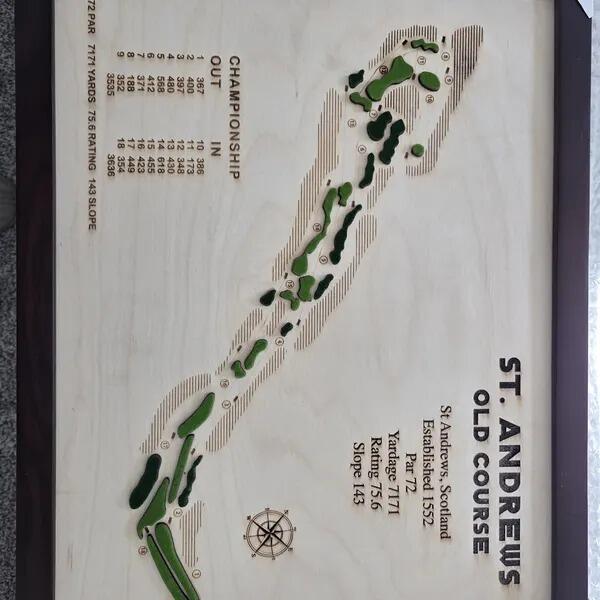 ST. ANDREWS
OLD COURSE
St Andrews, Scotland
Established 1552
Par 72
Yardage 7171
Rating 75.6
Slope 143
CHAMPIONSHIP
OUT IN
1 367 10 386
2 400 11 173
3 397 12 348
4 480 13 430
5 568 14 618
6 412 15 455
7 371 16 423
8 188 17 449
9 352 18 354
3535 3636
72 PAR 7171 YARDS 75.6 RATING 143 SLOPE